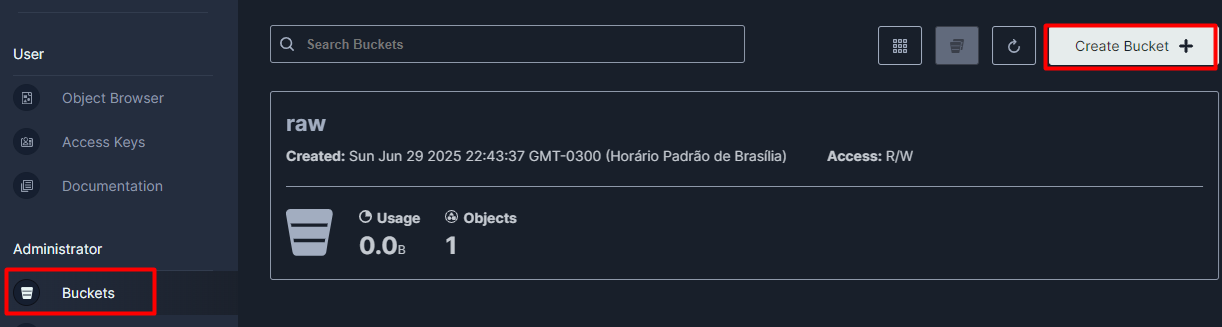 User
Object Browser
Access Keys
Documentation
Administrator
Buckets
Search Buckets
Create Bucket
raw
Created: Sun Jun 29 2025 22:43:37 GMT-0300 (Horário Padrão de Brasília) Access: R/W
Usage Objects
0.0B 1